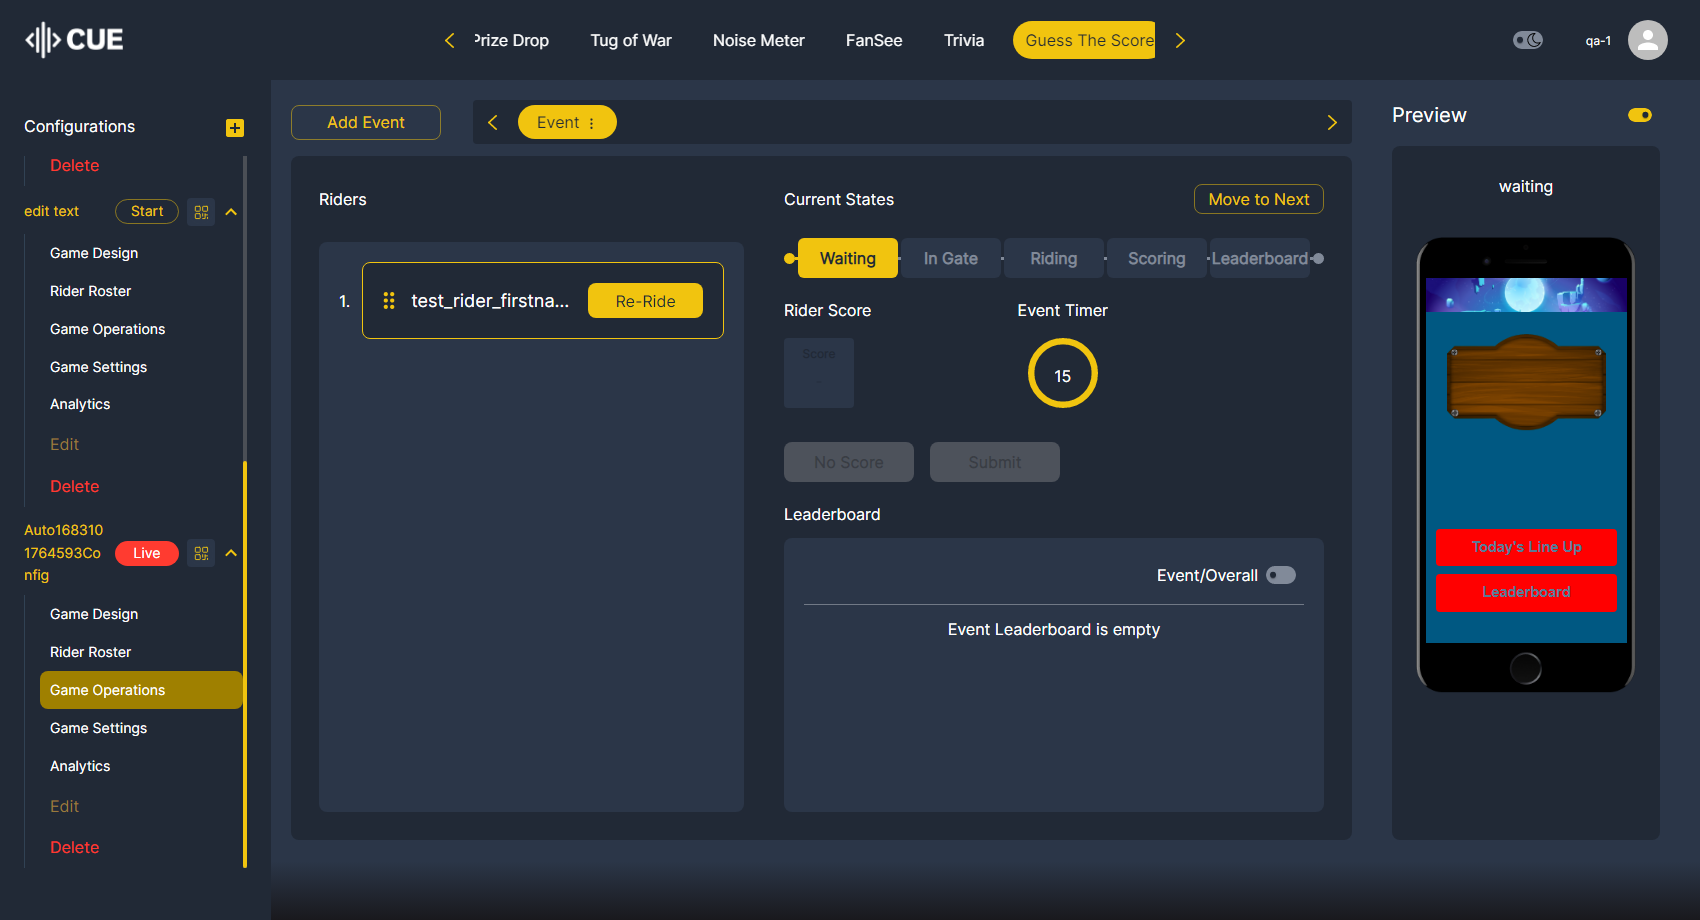 CUE
Prize Drop
Tug of War
Noise Meter
FanSee
Trivia
Guess The Score
qa-1
Configurations
Delete
edit text
Start
Game Design
Rider Roster
Game Operations
Game Settings
Analytics
Edit
Delete
Auto168310
1764593Co
nfig
Live
Game Design
Rider Roster
Game Operations
Game Settings
Analytics
Edit
Delete
Add Event
Event
Riders
1.
test_rider_firstna...
Re-Ride
Current States
Move to Next
Waiting
In Gate
Riding
Scoring
Leaderboard
Rider Score
Event Timer
Score
-
15
No Score
Submit
Leaderboard
Event/Overall
Event Leaderboard is empty
Preview
waiting
Today's Line Up
Leaderboard